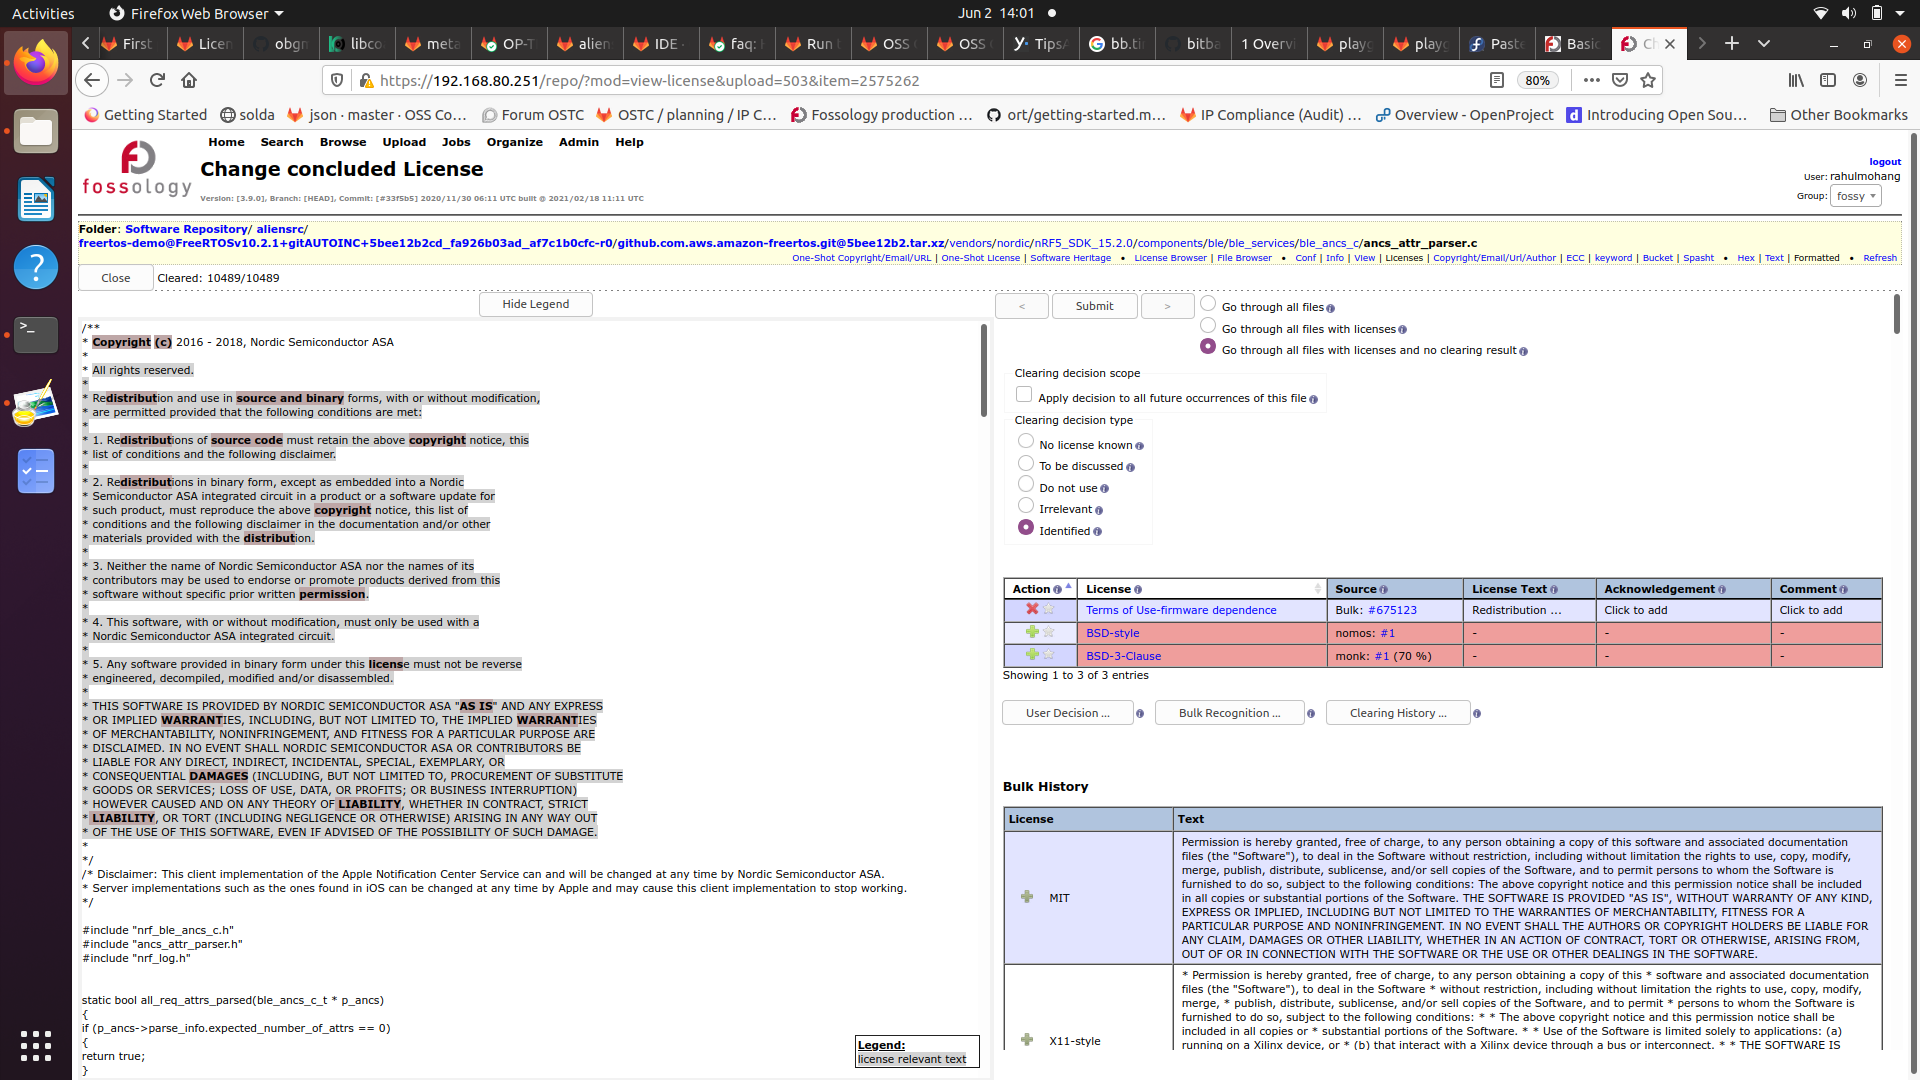 Activities
Firefox Web Browser
Jun 2 14:01
First
Licen
obgm
libco
meta
OP-T
alien
IDE
faq:
Run
OSS
OSS
TipsA
bb.ti
bitba
1 Overvi
playg
playg
Paste
Basic
https://192.168.80.251/repo/?mod=view-license&upload=503&item=2575262
80%
Getting Started
solda
json · master · OSS Co…
Forum OSTC
OSTC / planning / IP C…
Fossology production …
ort/getting-started.m…
IP Compliance (Audit) …
Overview - OpenProject
Introducing Open Sou…
Other Bookmarks
fossology
Home Search Browse Upload Jobs Organize Admin Help
Change concluded License
Version: [3.9.0], Branch: [HEAD], Commit: [#33f5b5] 2020/11/30 06:11 UTC built @ 2021/02/18 11:11 UTC
logout
User: rahulmohang
Group: fossy
Folder: Software Repository/ aliensrc/
freertos-demo@FreeRTOSv10.2.1+gitAUTOINC+5bee12b2cd_fa926b03ad_af7c1b0cfc-r0/github.com.aws.amazon-freertos.git@5bee12b2.tar.xz/vendors/nordic/nRF5_SDK_15.2.0/components/ble/ble_services/ble_ancs_c/ancs_attr_parser.c
One-Shot Copyright/Email/URL | One-Shot License | Software Heritage • License Browser | File Browser • Conf | Info | View | Licenses | Copyright/Email/Url/Author | ECC | keyword | Bucket | Spasht • Hex | Text | Formatted • Refresh
Close
Cleared: 10489/10489
Hide Legend
/**
* Copyright (c) 2016 - 2018, Nordic Semiconductor ASA
*
* All rights reserved.
*
* Redistribution and use in source and binary forms, with or without modification,
* are permitted provided that the following conditions are met:
*
* 1. Redistributions of source code must retain the above copyright notice, this
* list of conditions and the following disclaimer.
*
* 2. Redistributions in binary form, except as embedded into a Nordic
* Semiconductor ASA integrated circuit in a product or a software update for
* such product, must reproduce the above copyright notice, this list of
* conditions and the following disclaimer in the documentation and/or other
* materials provided with the distribution.
*
* 3. Neither the name of Nordic Semiconductor ASA nor the names of its
* contributors may be used to endorse or promote products derived from this
* software without specific prior written permission.
*
* 4. This software, with or without modification, must only be used with a
* Nordic Semiconductor ASA integrated circuit.
*
* 5. Any software provided in binary form under this license must not be reverse
* engineered, decompiled, modified and/or disassembled.
*
* THIS SOFTWARE IS PROVIDED BY NORDIC SEMICONDUCTOR ASA "AS IS" AND ANY EXPRESS
* OR IMPLIED WARRANTIES, INCLUDING, BUT NOT LIMITED TO, THE IMPLIED WARRANTIES
* OF MERCHANTABILITY, NONINFRINGEMENT, AND FITNESS FOR A PARTICULAR PURPOSE ARE
* DISCLAIMED. IN NO EVENT SHALL NORDIC SEMICONDUCTOR ASA OR CONTRIBUTORS BE
* LIABLE FOR ANY DIRECT, INDIRECT, INCIDENTAL, SPECIAL, EXEMPLARY, OR
* CONSEQUENTIAL DAMAGES (INCLUDING, BUT NOT LIMITED TO, PROCUREMENT OF SUBSTITUTE
* GOODS OR SERVICES; LOSS OF USE, DATA, OR PROFITS; OR BUSINESS INTERRUPTION)
* HOWEVER CAUSED AND ON ANY THEORY OF LIABILITY, WHETHER IN CONTRACT, STRICT
* LIABILITY, OR TORT (INCLUDING NEGLIGENCE OR OTHERWISE) ARISING IN ANY WAY OUT
* OF THE USE OF THIS SOFTWARE, EVEN IF ADVISED OF THE POSSIBILITY OF SUCH DAMAGE.
*
*/
/* Disclaimer: This client implementation of the Apple Notification Center Service can and will be changed at any time by Nordic Semiconductor ASA.
* Server implementations such as the ones found in iOS can be changed at any time by Apple and may cause this client implementation to stop working.
*/
#include "nrf_ble_ancs_c.h"
#include "ancs_attr_parser.h"
#include "nrf_log.h"
static bool all_req_attrs_parsed(ble_ancs_c_t * p_ancs)
{
if (p_ancs->parse_info.expected_number_of_attrs == 0)
{
return true;
}
Legend:
license relevant text
<
Submit
>
Go through all files
Go through all files with licenses
Go through all files with licenses and no clearing result
Clearing decision scope
Apply decision to all future occurrences of this file
Clearing decision type
No license known
To be discussed
Do not use
Irrelevant
Identified
Action License Source License Text Acknowledgement Comment
Terms of Use-firmware dependence Bulk: #675123 Redistribution ... Click to add Click to add
BSD-style nomos: #1 - - -
BSD-3-Clause monk: #1 (70 %) - - -
Showing 1 to 3 of 3 entries
User Decision ...
Bulk Recognition ...
Clearing History ...
Bulk History
License Text
MIT
Permission is hereby granted, free of charge, to any person obtaining a copy of this software and associated documentation
files (the "Software"), to deal in the Software without restriction, including without limitation the rights to use, copy, modify,
merge, publish, distribute, sublicense, and/or sell copies of the Software, and to permit persons to whom the Software is
furnished to do so, subject to the following conditions: The above copyright notice and this permission notice shall be included
in all copies or substantial portions of the Software. THE SOFTWARE IS PROVIDED "AS IS", WITHOUT WARRANTY OF ANY KIND,
EXPRESS OR IMPLIED, INCLUDING BUT NOT LIMITED TO THE WARRANTIES OF MERCHANTABILITY, FITNESS FOR A
PARTICULAR PURPOSE AND NONINFRINGEMENT. IN NO EVENT SHALL THE AUTHORS OR COPYRIGHT HOLDERS BE LIABLE FOR
ANY CLAIM, DAMAGES OR OTHER LIABILITY, WHETHER IN AN ACTION OF CONTRACT, TORT OR OTHERWISE, ARISING FROM,
OUT OF OR IN CONNECTION WITH THE SOFTWARE OR THE USE OR OTHER DEALINGS IN THE SOFTWARE.
X11-style
* Permission is hereby granted, free of charge, to any person obtaining a copy of this * software and associated documentation
files (the "Software"), to deal in the Software * without restriction, including without limitation the rights to use, copy, modify,
merge, * publish, distribute, sublicense, and/or sell copies of the Software, and to permit * persons to whom the Software is
furnished to do so, subject to the following conditions: * * The above copyright notice and this permission notice shall be
included in all copies or * substantial portions of the Software. * * Use of the Software is limited solely to applications: (a)
running on a Xilinx device, or * (b) that interact with a Xilinx device through a bus or interconnect. * * THE SOFTWARE IS